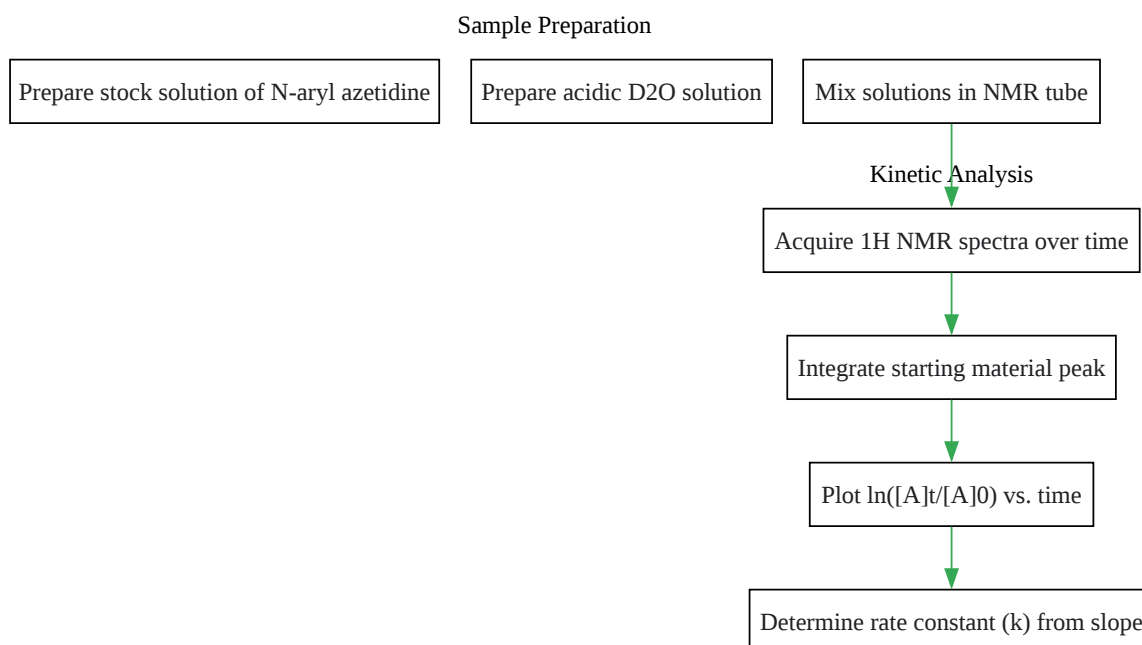 Sample Preparation
Prepare stock solution of N-aryl azetidine
Prepare acidic D2O solution
Mix solutions in NMR tube
Kinetic Analysis
Acquire 1H NMR spectra over time
Integrate starting material peak
Plot ln([A]t/[A]0) vs. time
Determine rate constant (k) from slope